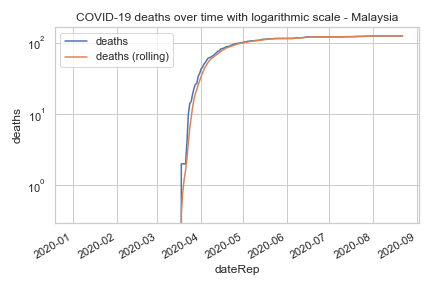 COVID-19 deaths over time with logarithmic scale - Malaysia
deaths
deaths (rolling)
10²
10¹
10⁰
deaths
2020-01
2020-02
2020-03
2020-04
2020-05
2020-06
2020-07
2020-08
2020-09
dateRep